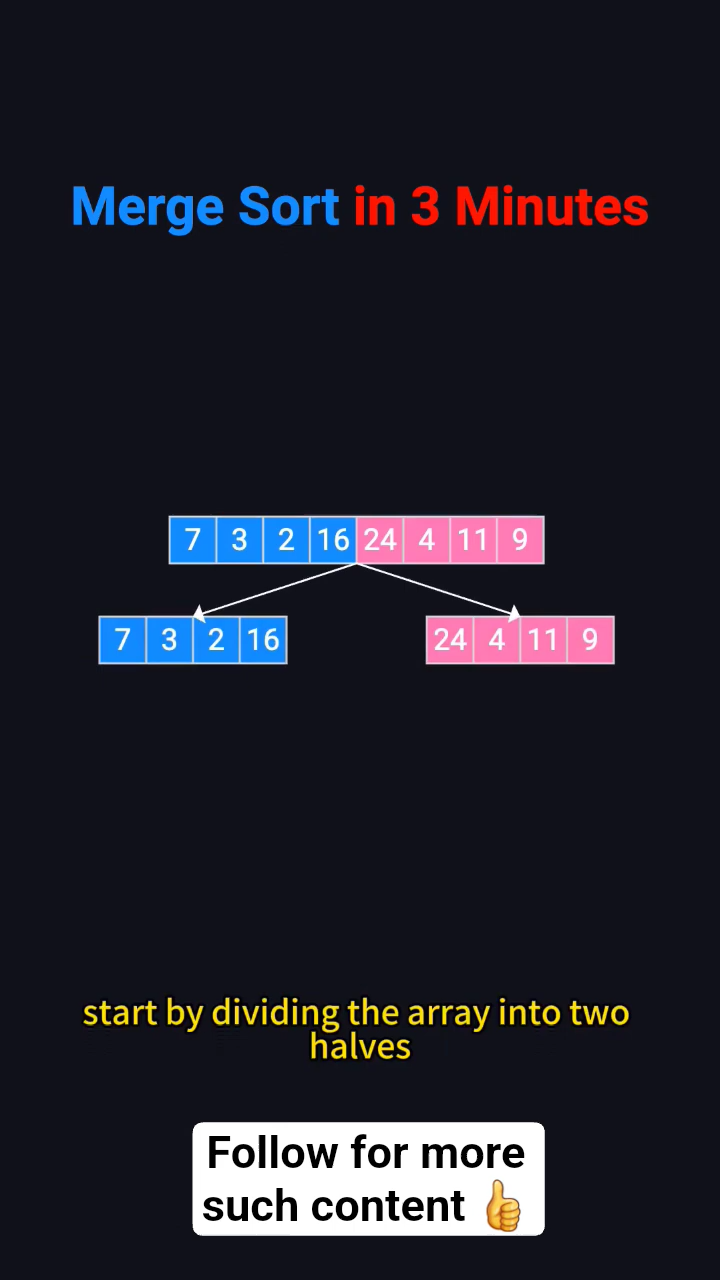 Merge Sort in 3 Minutes
7 3 2 16 24 4 11 9
7 3 2 16 24 4 11 9
start by dividing the array into two
halves
Follow for more
such content 👍